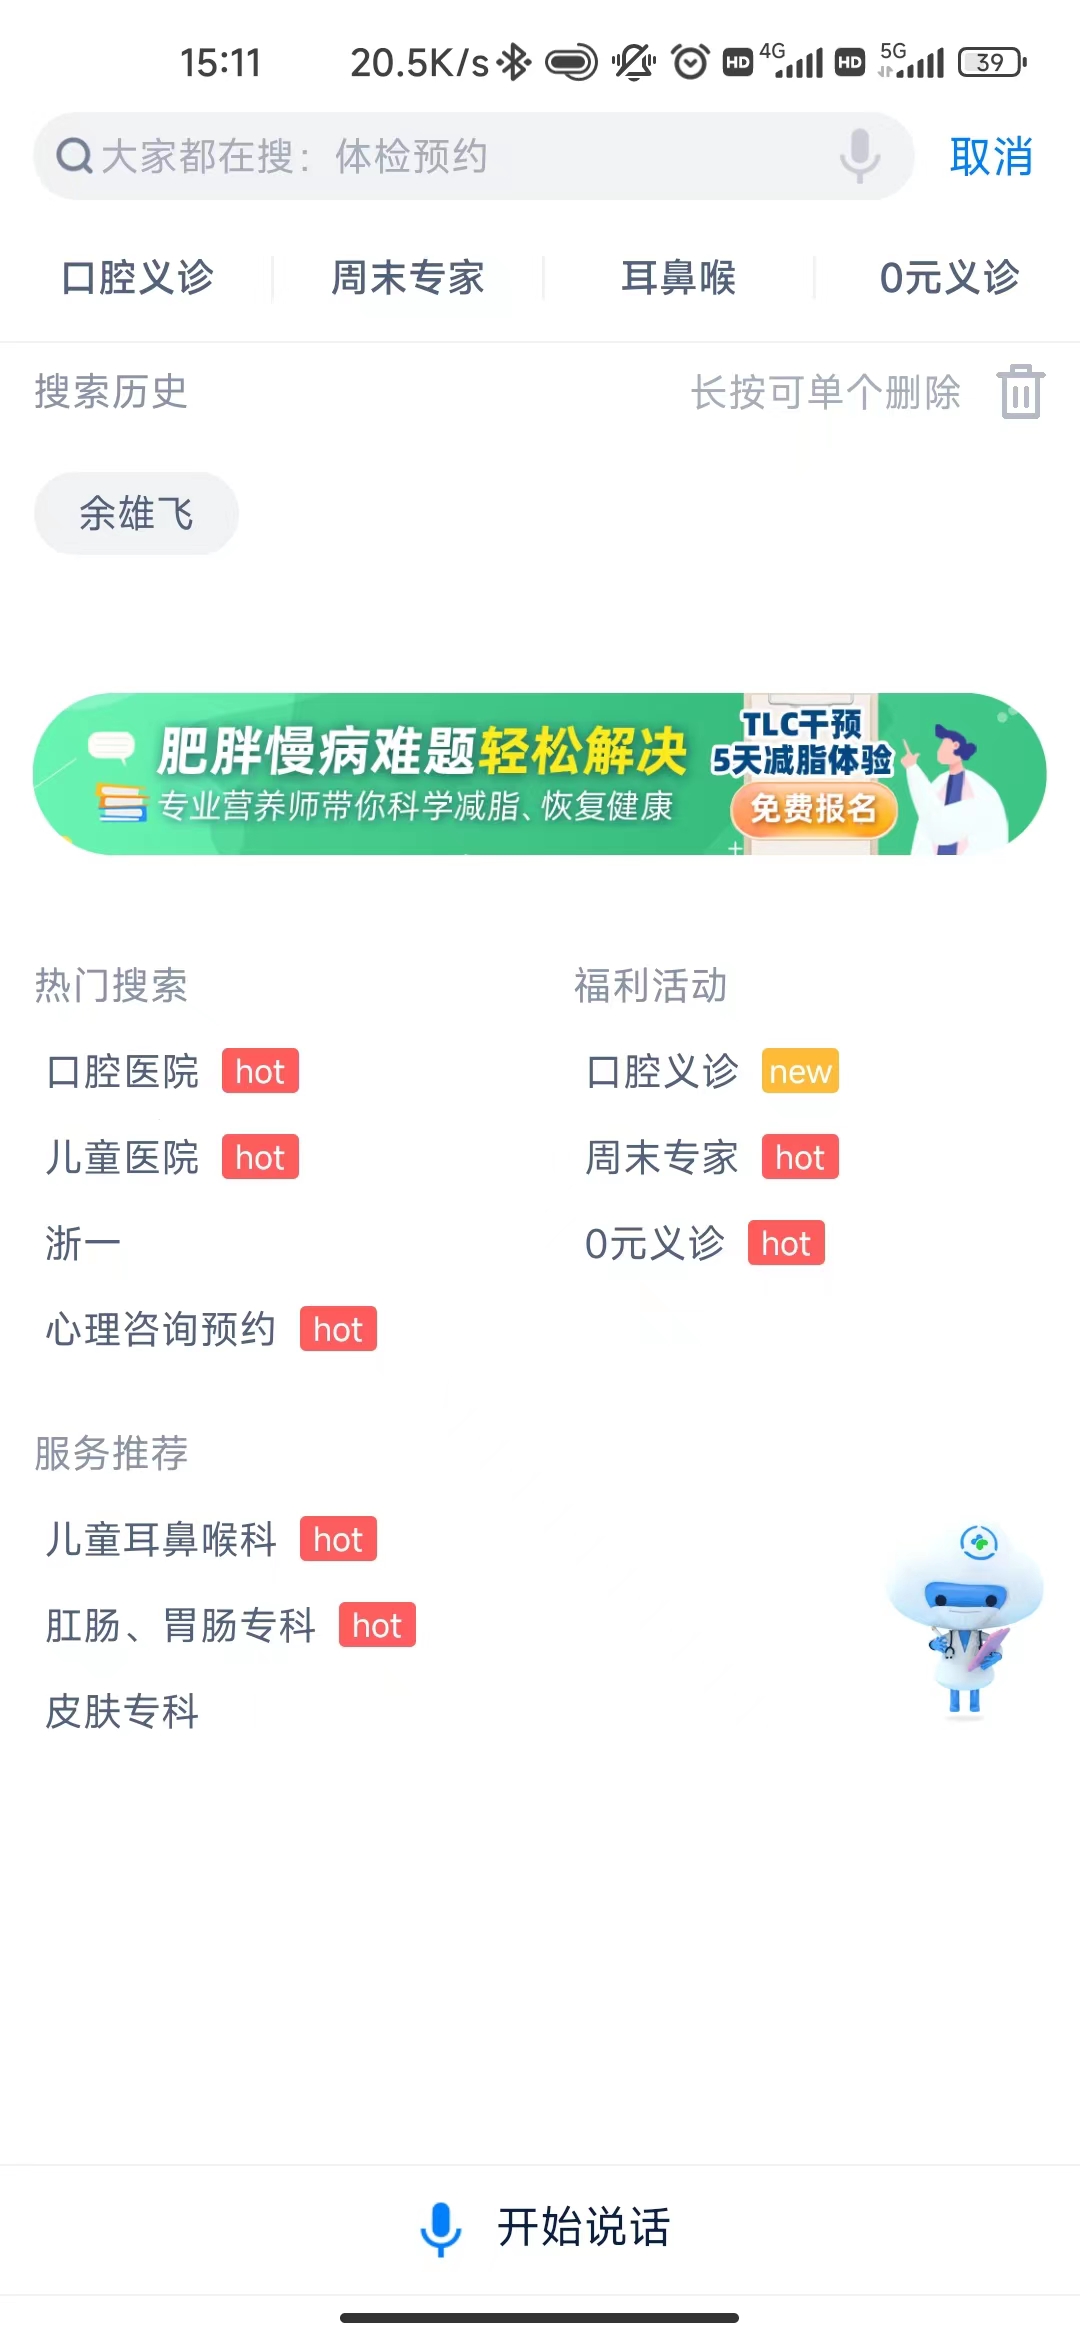 15:11 20.5K/s HD 4G HD 5G 39
大家都在搜：体检预约 取消
口腔义诊 周末专家 耳鼻喉 0元义诊
搜索历史 长按可单个删除
余雄飞
肥胖慢病难题轻松解决
专业营养师带你科学减脂、恢复健康
TLC干预
5天减脂体验
免费报名
热门搜索
口腔医院 hot
儿童医院 hot
浙一
心理咨询预约 hot
福利活动
口腔义诊 new
周末专家 hot
0元义诊 hot
服务推荐
儿童耳鼻喉科 hot
肛肠、胃肠专科 hot
皮肤专科
开始说话